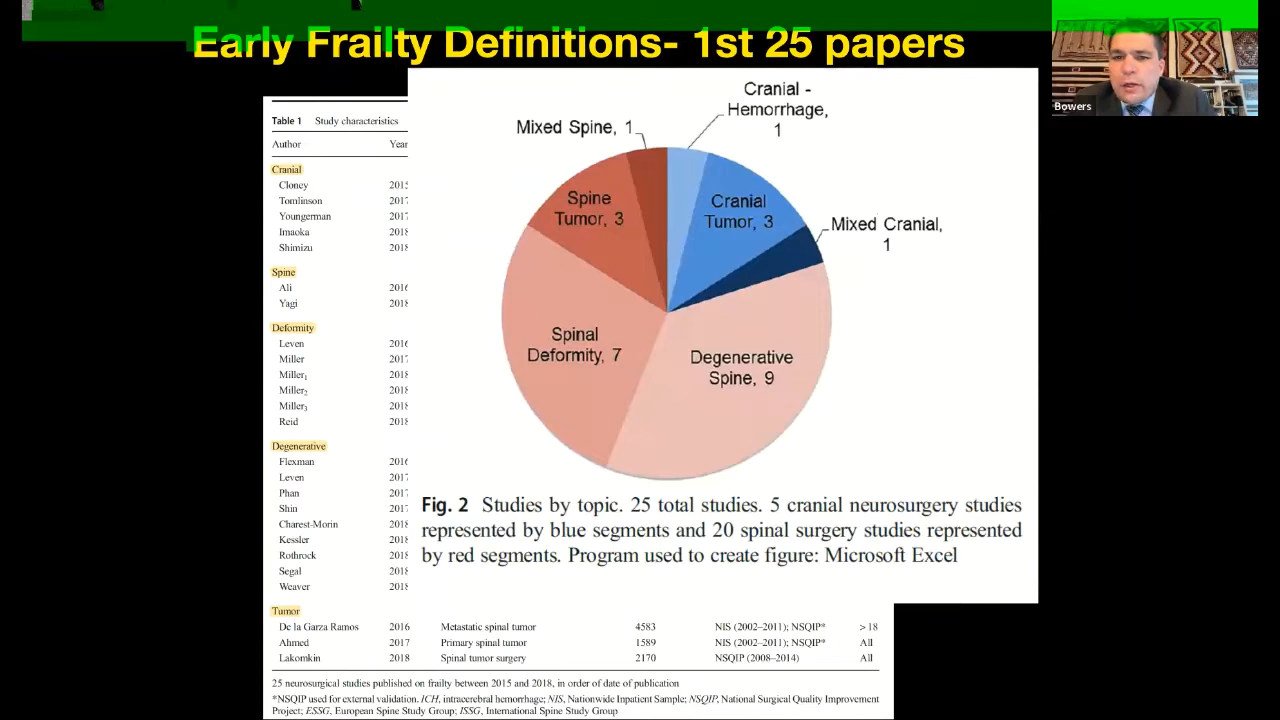 Early Frailty Definitions- 1st 25 papers
Bowers
Table 1 Study characteristics
Author Year
Cranial
Cloney 2015
Tomlinson 2017
Youngerman 2017
Imaoka 2018
Shimizu 2018
Spine
Ali 2016
Yagi 2018
Deformity
Leven 2016
Miller 2017
Miller1 2018
Miller2 2018
Miller3 2018
Reid 2018
Degenerative
Flexman 2016
Leven 2017
Phan 2017
Shin 2017
Charest-Morin 2018
Kessler 2018
Rothrock 2018
Segal 2018
Weaver 2018
Tumor
De la Garza Ramos 2016 Metastatic spinal tumor 4583 NIS (2002–2011); NSQIP* > 18
Ahmed 2017 Primary spinal tumor 1589 NIS (2002–2011); NSQIP* All
Lakomkin 2018 Spinal tumor surgery 2170 NSQIP (2008–2014) All
25 neurosurgical studies published on frailty between 2015 and 2018, in order of date of publication
*NSQIP used for external validation. ICH, intracerebral hemorrhage; NIS, Nationwide Inpatient Sample; NSQIP, National Surgical Quality Improvement
Project; ESSG, European Spine Study Group; ISSG, International Spine Study Group
Cranial -
Hemorrhage,
1
Mixed Spine, 1
Spine
Tumor, 3
Cranial
Tumor, 3
Mixed Cranial,
1
Spinal
Deformity, 7
Degenerative
Spine, 9
Fig. 2 Studies by topic. 25 total studies. 5 cranial neurosurgery studies
represented by blue segments and 20 spinal surgery studies represented
by red segments. Program used to create figure: Microsoft Excel